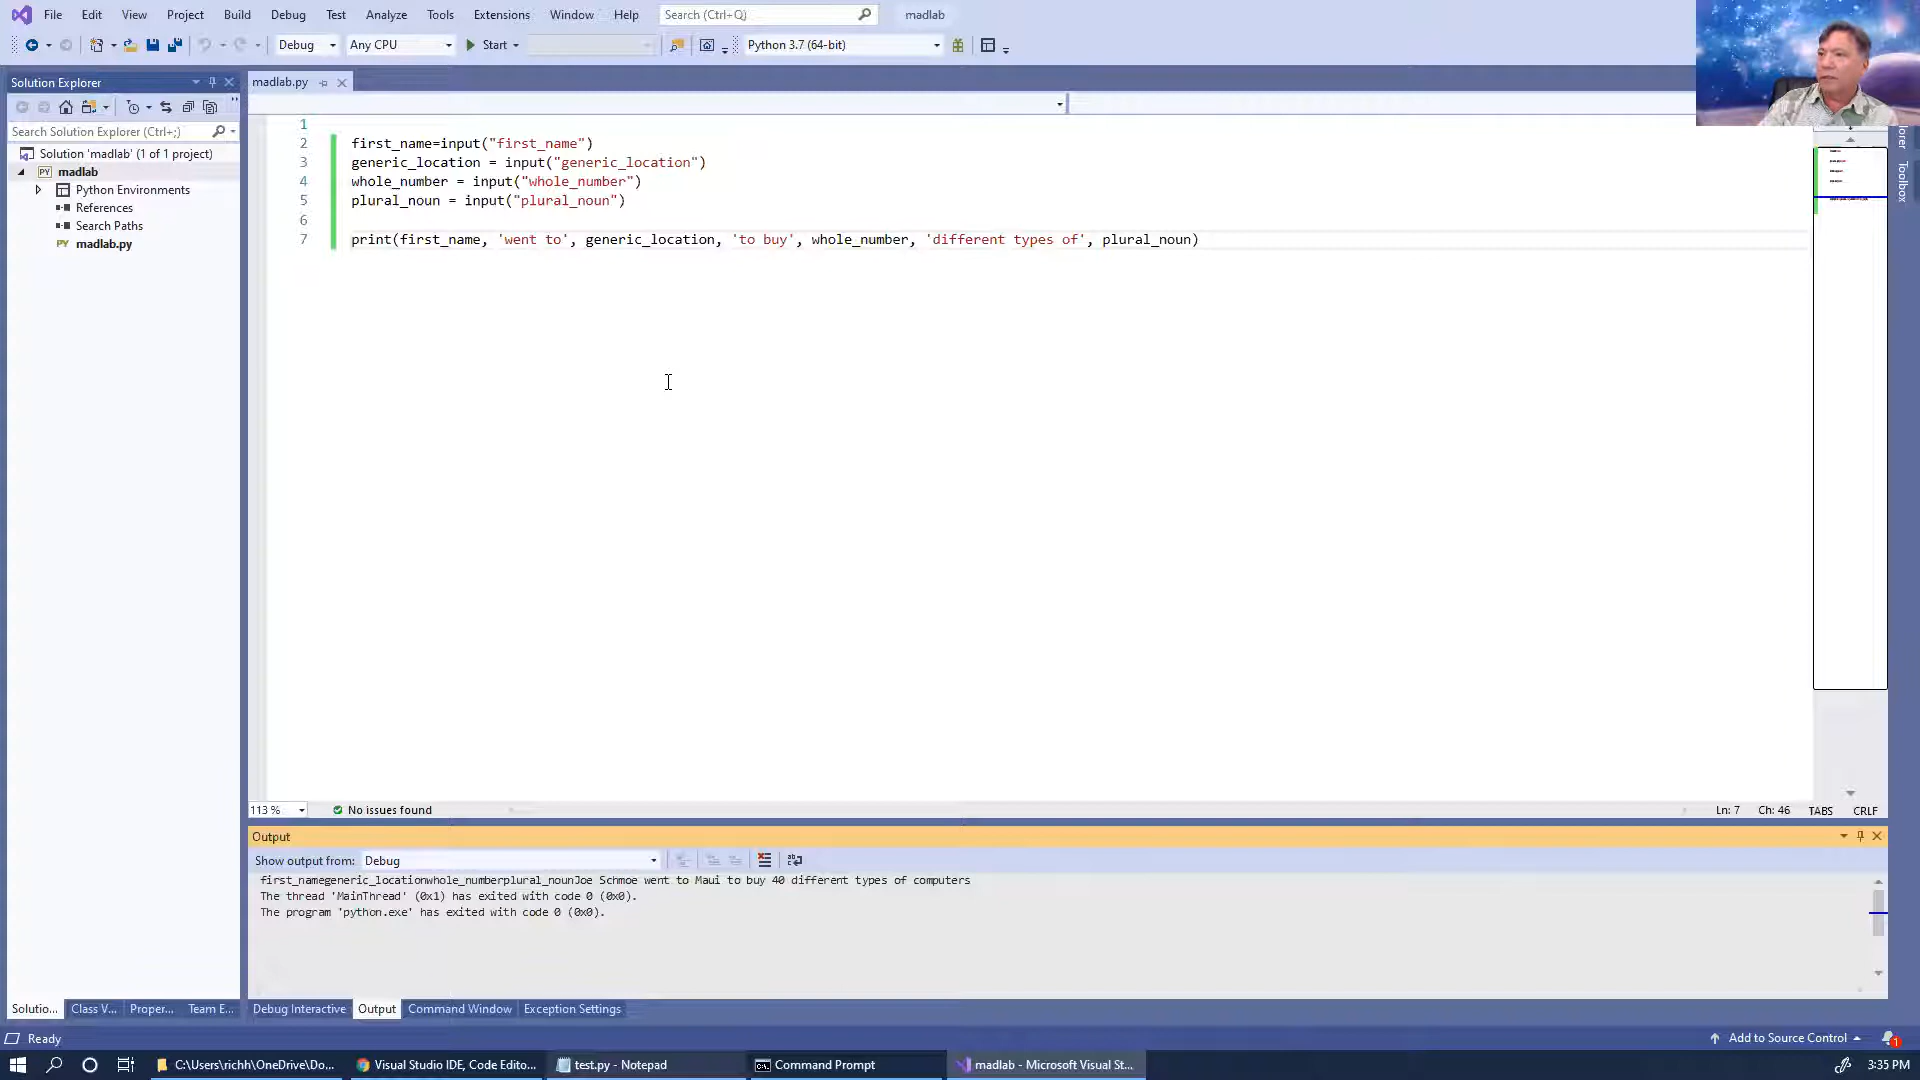 File Edit View Project Build Debug Test Analyze Tools Extensions Window Help Search (Ctrl+Q) madlab
Debug Any CPU Start Python 3.7 (64-bit)
Solution Explorer
madlab.py
Search Solution Explorer (Ctrl+;)
Solution 'madlab' (1 of 1 project)
PY madlab
Python Environments
References
Search Paths
PY madlab.py
1
2 first_name=input("first_name")
3 generic_location = input("generic_location")
4 whole_number = input("whole_number")
5 plural_noun = input("plural_noun")
6
7 print(first_name, 'went to', generic_location, 'to buy', whole_number, 'different types of', plural_noun)
Toolbox
113 % No issues found Ln: 7 Ch: 46 TABS CRLF
Output
Show output from: Debug
first_namegeneric_locationwhole_numberplural_nounJoe Schmoe went to Maui to buy 40 different types of computers
The thread 'MainThread' (0x1) has exited with code 0 (0x0).
The program 'python.exe' has exited with code 0 (0x0).
Solutio... Class V... Proper... Team E... Debug Interactive Output Command Window Exception Settings
Ready Add to Source Control 1
C:\Users\richh\OneDrive\Do... Visual Studio IDE, Code Edito... test.py - Notepad Command Prompt madlab - Microsoft Visual St... 3:35 PM